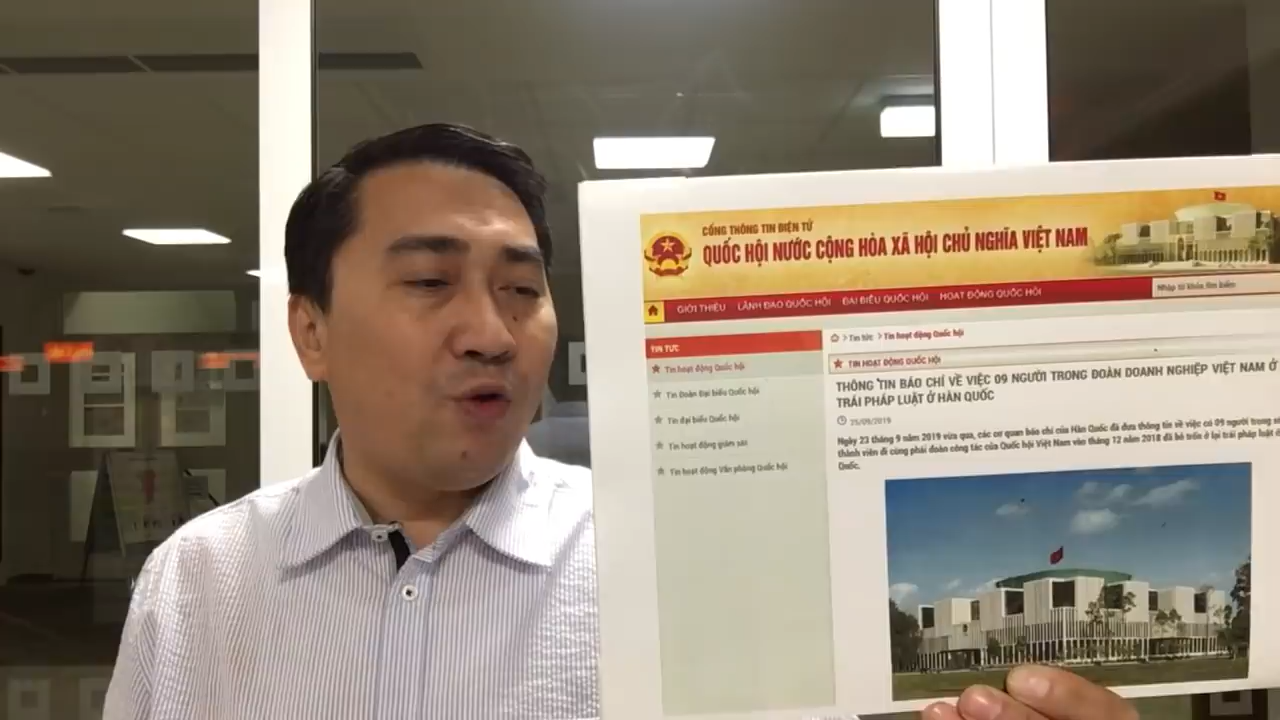 CỔNG THÔNG TIN ĐIỆN TỬ
QUỐC HỘI NƯỚC CỘNG HÒA XÃ HỘI CHỦ NGHĨA VIỆT NAM
GIỚI THIỆU LÃNH ĐẠO QUỐC HỘI ĐẠI BIỂU QUỐC HỘI HOẠT ĐỘNG QUỐC HỘI
Nhập từ khóa tìm kiếm
TIN TỨC
Tin hoạt động Quốc hội
Tin Đoàn Đại biểu Quốc hội
Tin đại biểu Quốc hội
Tin hoạt động giám sát
Tin hoạt động Văn phòng Quốc hội
Tin tức > Tin hoạt động Quốc hội
TIN HOẠT ĐỘNG QUỐC HỘI
THÔNG TIN BÁO CHÍ VỀ VIỆC 09 NGƯỜI TRONG ĐOÀN DOANH NGHIỆP VIỆT NAM Ở
TRÁI PHÁP LUẬT Ở HÀN QUỐC
25/09/2019
Ngày 23 tháng 9 năm 2019 vừa qua, các cơ quan báo chí của Hàn Quốc đã đưa thông tin về việc có 09 người trong
thành viên đi cùng phái đoàn công tác của Quốc hội Việt Nam vào tháng 12 năm 2018 đã bỏ trốn ở lại trái pháp luật
Quốc.